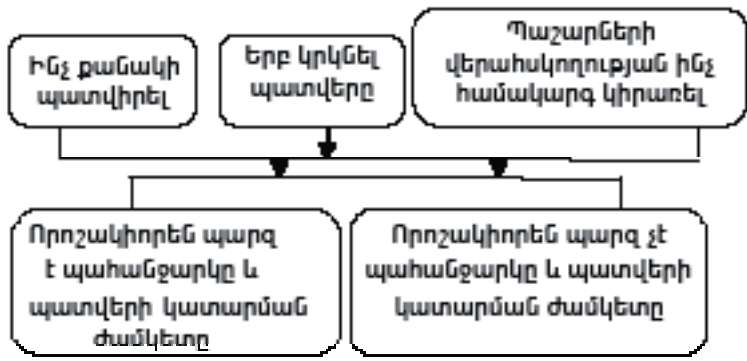 Ինչ քանակի
պատվիրել
Երբ կրկնել
պատվերը
Պաշարների
վերահսկողության ինչ
համակարգ կիրառել
Որոշակիորեն պարզ
է պահանջարկը և
պատվերի կատարման
ժամկետը
Որոշակիորեն պարզ չէ
պահանջարկը և պատվերի
կատարման ժամկետը